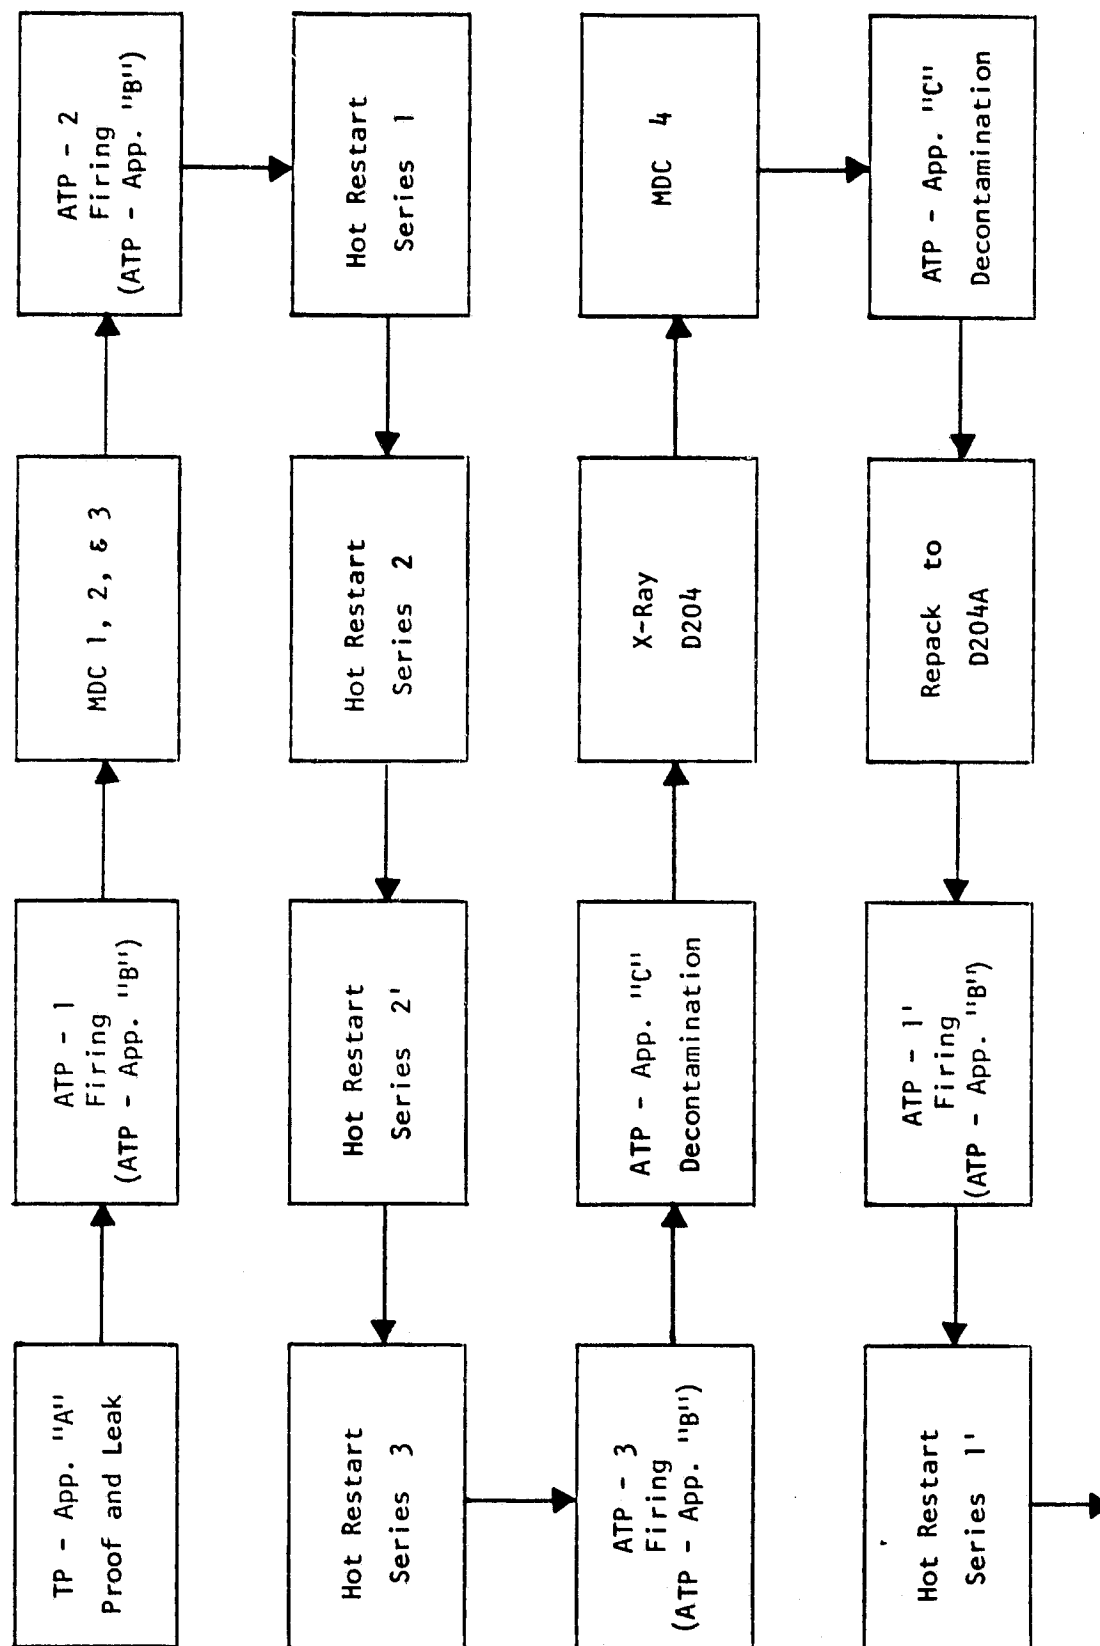 TP - App. "A"
Proof and Leak
ATP - 1
Firing
(ATP - App. "B")
MDC 1, 2, & 3
ATP - 2
Firing
(ATP - App. "B")
Hot Restart
Series 1
Hot Restart
Series 2
Hot Restart
Series 2'
Hot Restart
Series 3
ATP - 3
Firing
(ATP - App. "B")
ATP - App. "C"
Decontamination
X-Ray
D204
MDC 4
ATP - App. "C"
Decontamination
Repack to
D204A
ATP - 1'
Firing
(ATP - App. "B")
Hot Restart
Series 1'